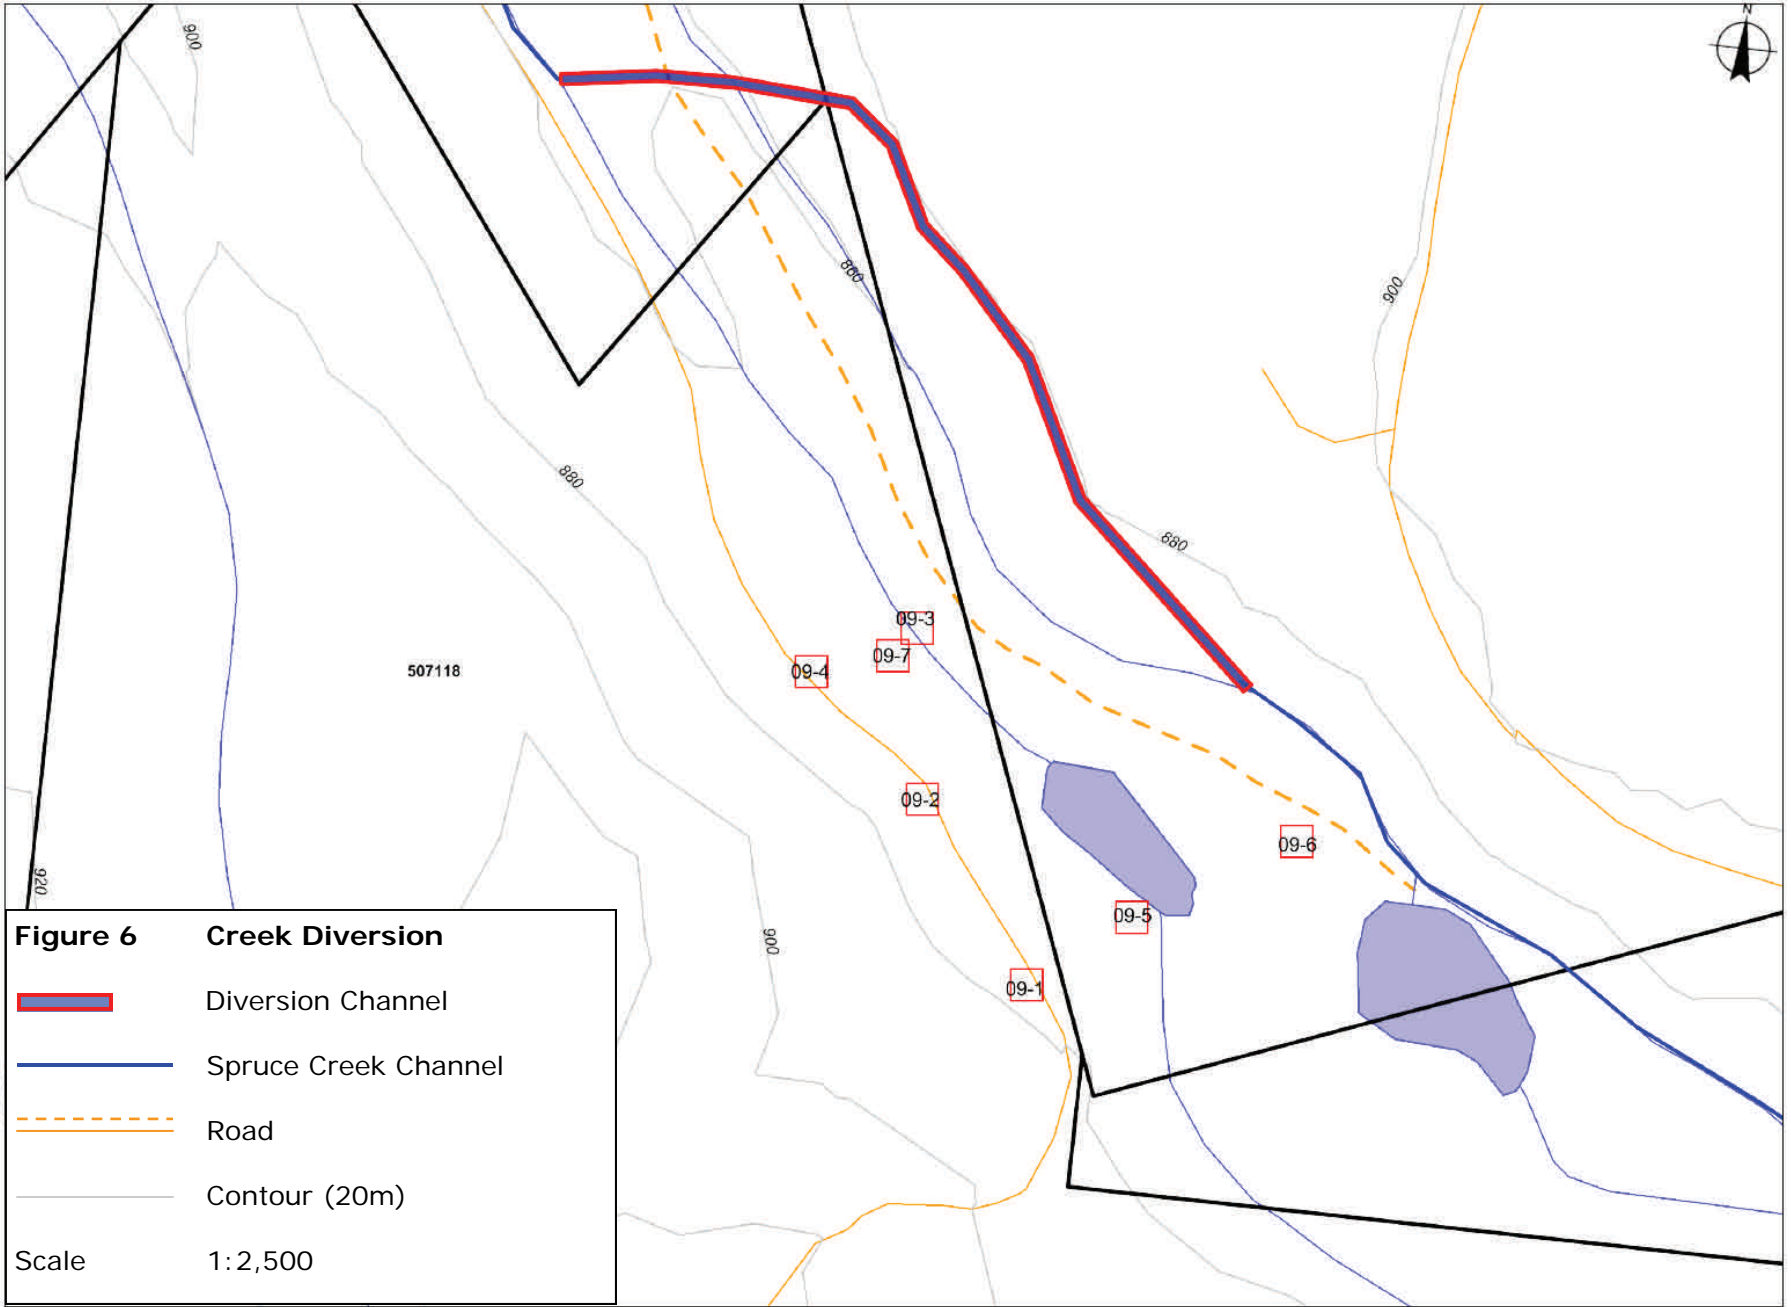 N
900
860
900
880
880
09-3
09-7
09-4
507118
09-2
09-6
920
09-5
900
09-1
Figure 6 Creek Diversion
Diversion Channel
Spruce Creek Channel
Road
Contour (20m)
Scale 1:2,500